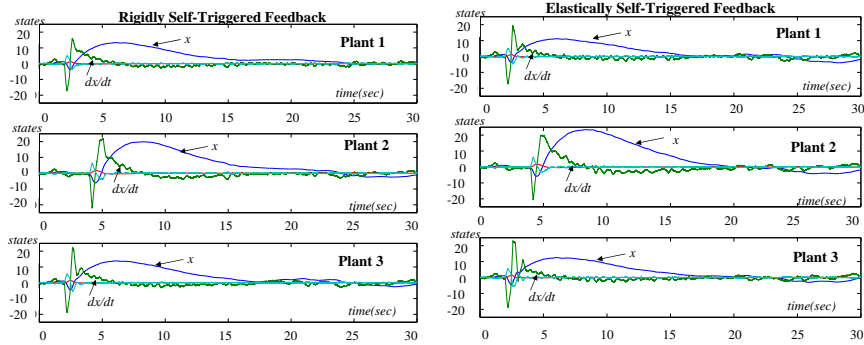 Rigidly Self-Triggered Feedback
states
20
10
0
-10
-20
x
dx/dt
Plant 1
time(sec)
0 5 10 15 20 25 30
states
20
10
0
-10
-20
x
dx/dt
Plant 2
time(sec)
0 5 10 15 20 25 30
states
20
10
0
-10
-20
x
dx/dt
Plant 3
time(sec)
0 5 10 15 20 25 30
Elastically Self-Triggered Feedback
states
20
10
0
-10
-20
x
dx/dt
Plant 1
time(sec)
0 5 10 15 20 25 30
states
20
10
0
-10
-20
x
dx/dt
Plant 2
time(sec)
0 5 10 15 20 25 30
states
20
10
0
-10
-20
x
dx/dt
Plant 3
time(sec)
0 5 10 15 20 25 30